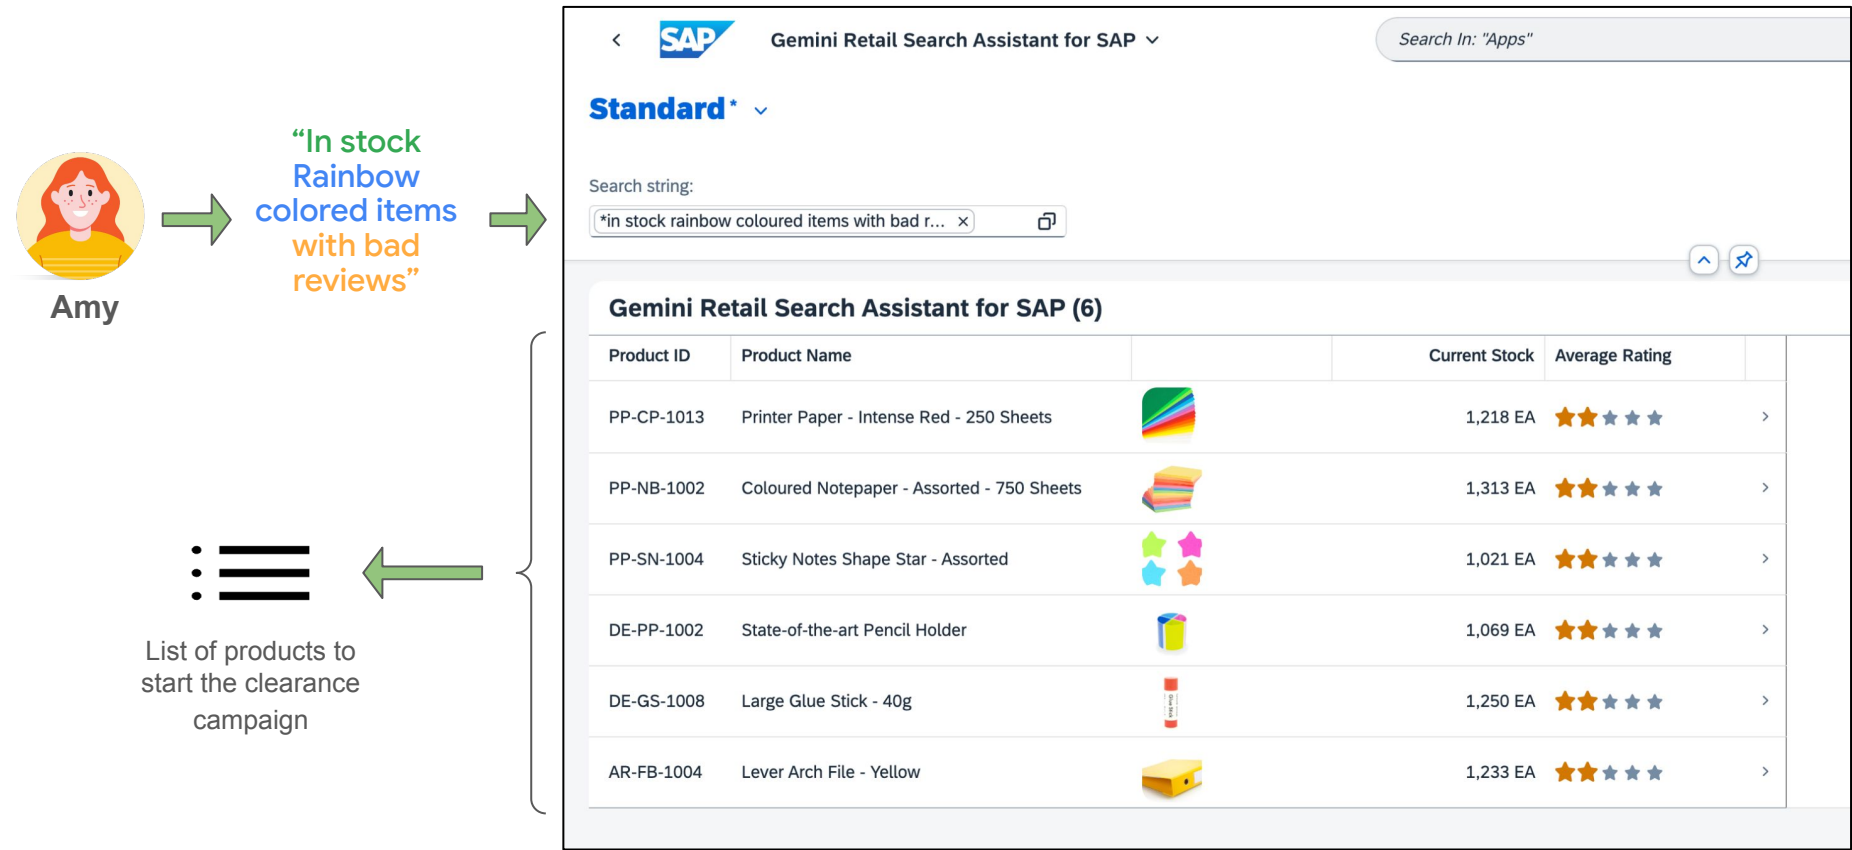 Amy
“In stock
Rainbow
colored items
with bad
reviews”
SAP
Gemini Retail Search Assistant for SAP
Search In: "Apps"
Standard*
Search string:
*in stock rainbow coloured items with bad r...
Gemini Retail Search Assistant for SAP (6)
Product ID Product Name Current Stock Average Rating
PP-CP-1013 Printer Paper - Intense Red - 250 Sheets 1,218 EA
PP-NB-1002 Coloured Notepaper - Assorted - 750 Sheets 1,313 EA
PP-SN-1004 Sticky Notes Shape Star - Assorted 1,021 EA
DE-PP-1002 State-of-the-art Pencil Holder 1,069 EA
DE-GS-1008 Large Glue Stick - 40g Glue Stick 1,250 EA
AR-FB-1004 Lever Arch File - Yellow 1,233 EA
List of products to
start the clearance
campaign